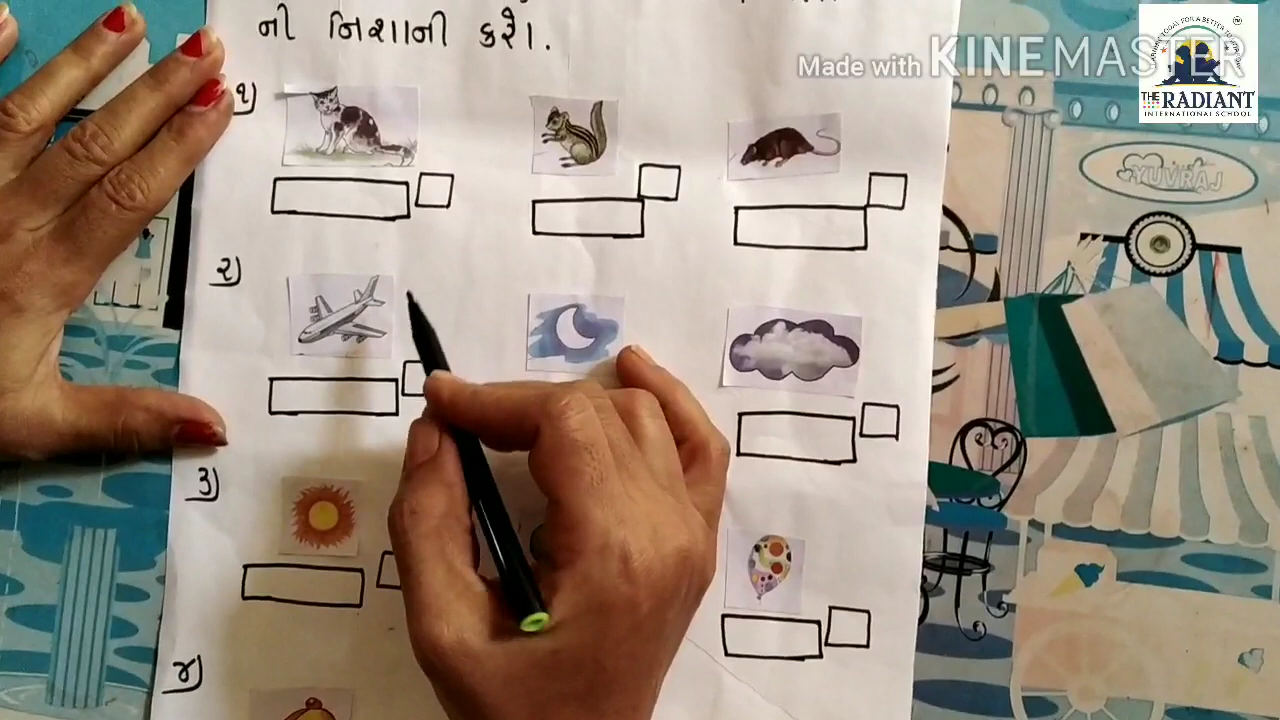 ની નિશાની કરો.
Made with KINEMASTER
THE RADIANT
INTERNATIONAL SCHOOL
૧)
YUVRAJ
૨)
૩)
૪)